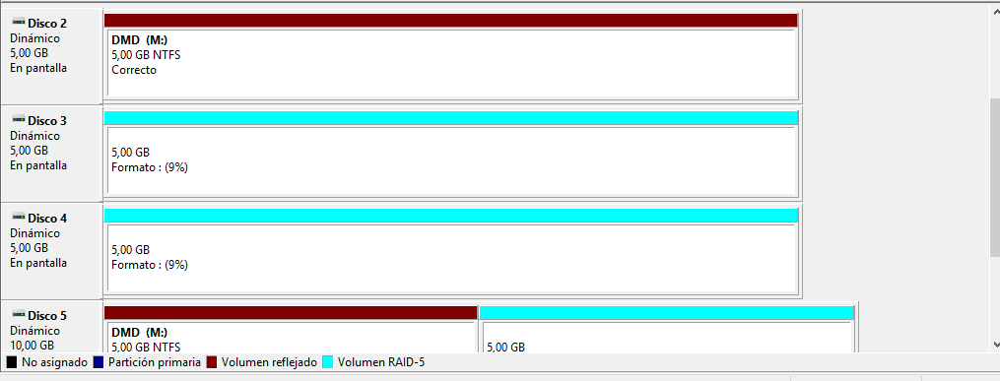 Disco 2
Dinámico
5,00 GB
En pantalla
DMD (M:)
5,00 GB NTFS
Correcto
Disco 3
Dinámico
5,00 GB
En pantalla
5,00 GB
Formato : (9%)
Disco 4
Dinámico
5,00 GB
En pantalla
5,00 GB
Formato : (9%)
Disco 5
Dinámico
10,00 GB
DMD (M:)
5,00 GB NTFS
5,00 GB
No asignado Partición primaria Volumen reflejado Volumen RAID-5